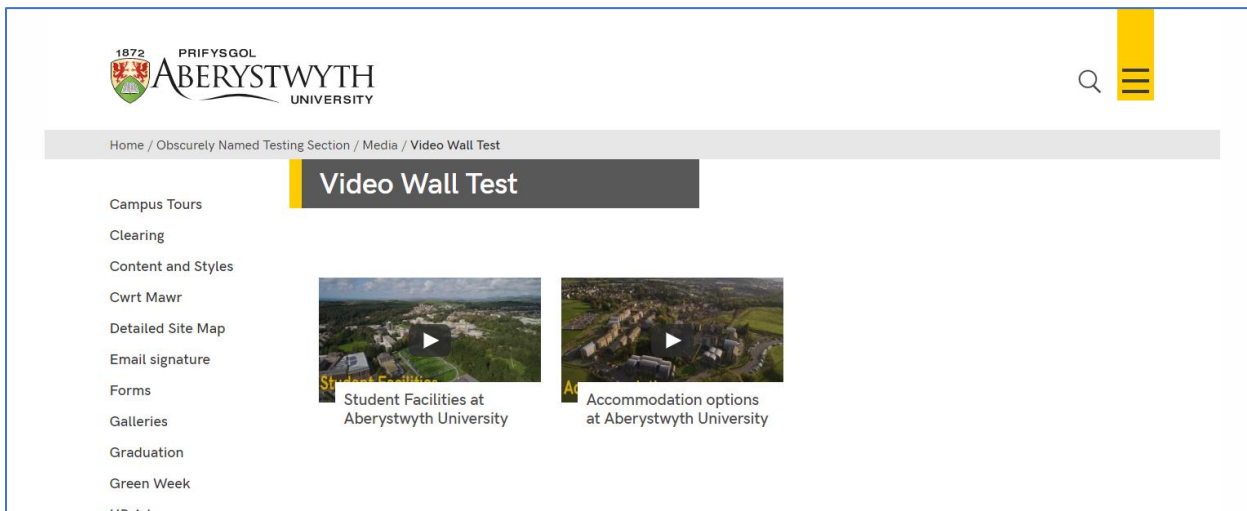 1872 PRIFYSGOL
ABERYSTWYTH
UNIVERSITY
Home / Obscurely Named Testing Section / Media / Video Wall Test
Video Wall Test
Campus Tours
Clearing
Content and Styles
Cwrt Mawr
Detailed Site Map
Email signature
Forms
Galleries
Graduation
Green Week
Student Facilities
Student Facilities at
Aberystwyth University
Accommodation options
at Aberystwyth University